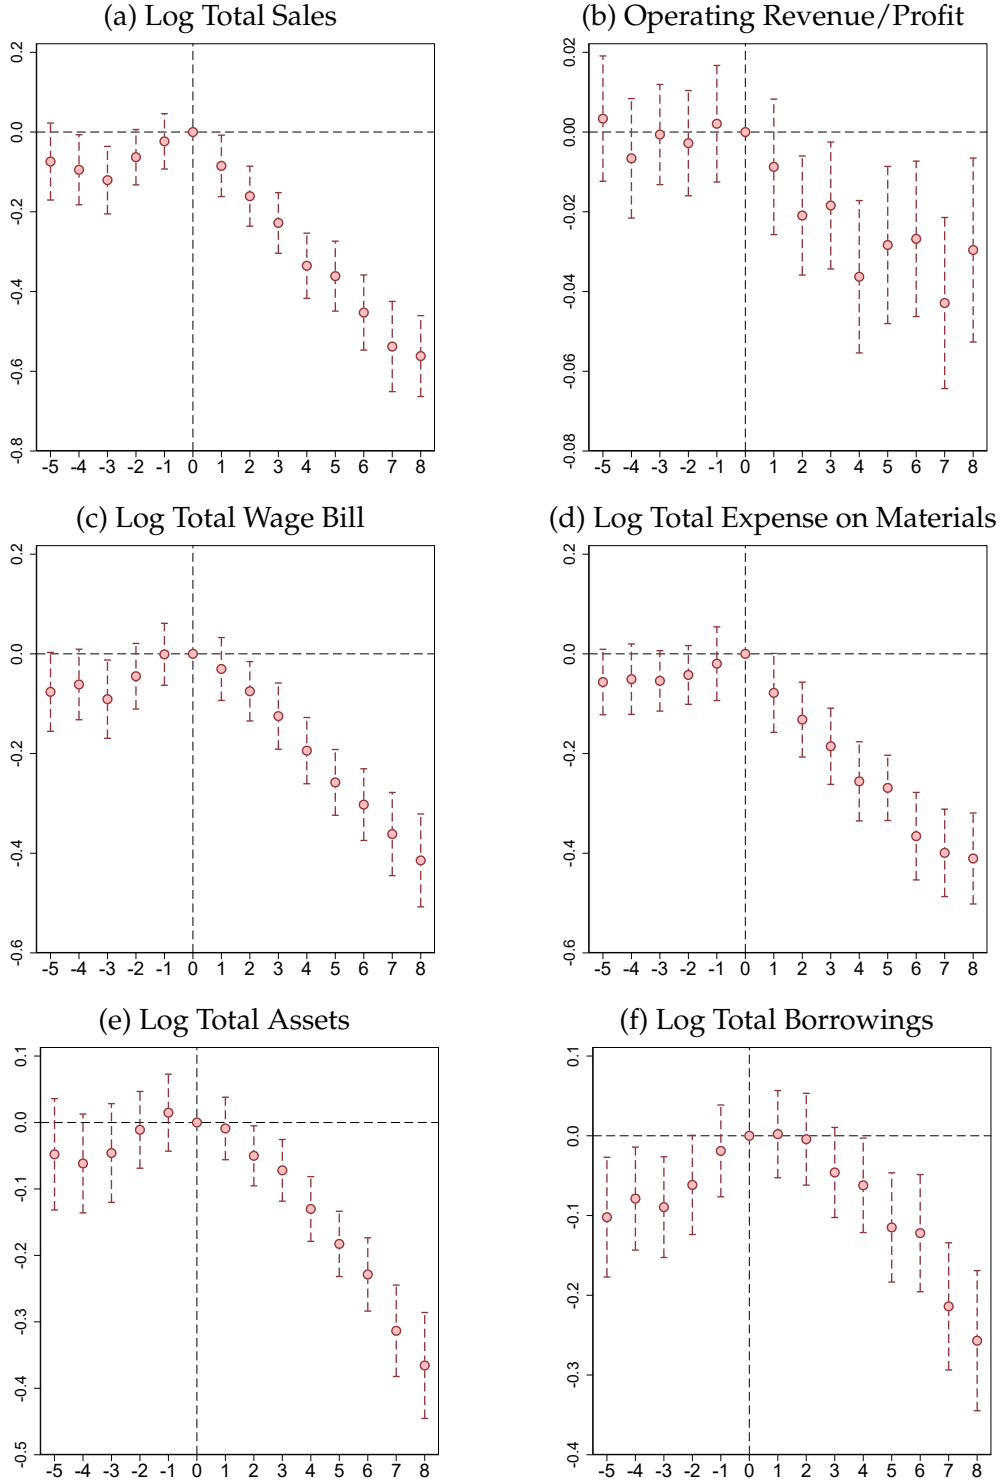 (a) Log Total Sales
0.2
0.0
-0.2
-0.4
-0.6
-0.8
-5 -4 -3 -2 -1 0 1 2 3 4 5 6 7 8
(b) Operating Revenue/Profit
0.02
0.00
-0.02
-0.04
-0.06
-0.08
-5 -4 -3 -2 -1 0 1 2 3 4 5 6 7 8
(c) Log Total Wage Bill
0.2
0.0
-0.2
-0.4
-0.6
-5 -4 -3 -2 -1 0 1 2 3 4 5 6 7 8
(d) Log Total Expense on Materials
0.2
0.0
-0.2
-0.4
-0.6
-5 -4 -3 -2 -1 0 1 2 3 4 5 6 7 8
(e) Log Total Assets
0.1
0.0
-0.1
-0.2
-0.3
-0.4
-0.5
-5 -4 -3 -2 -1 0 1 2 3 4 5 6 7 8
(f) Log Total Borrowings
0.1
0.0
-0.1
-0.2
-0.3
-0.4
-5 -4 -3 -2 -1 0 1 2 3 4 5 6 7 8